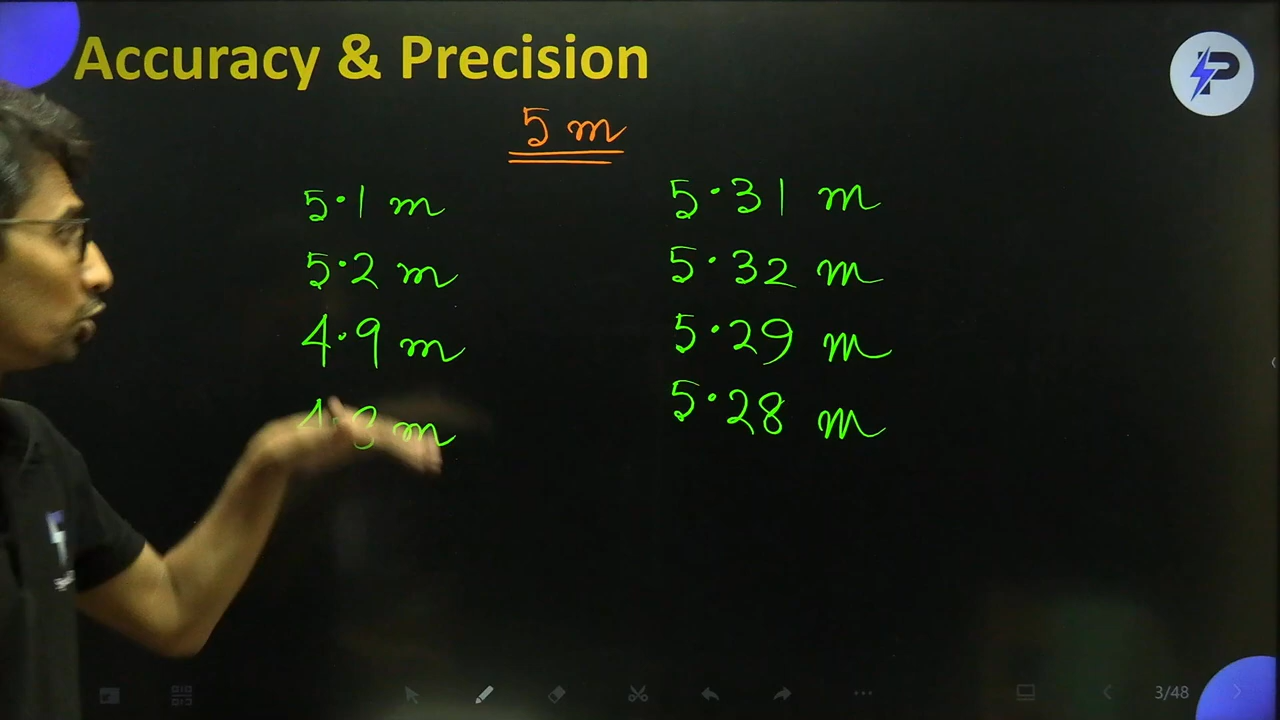 Accuracy & Precision
5 m
5.1 m
5.2 m
4.9 m
m
5.31 m
5.32 m
5.29 m
5.28 m
3/48